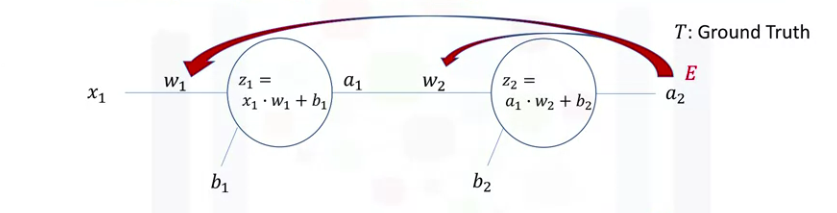 T: Ground Truth
E
x₁
w₁
z₁ =
x₁ · w₁ + b₁
a₁
w₂
z₂ =
a₁ · w₂ + b₂
a₂
b₁
b₂